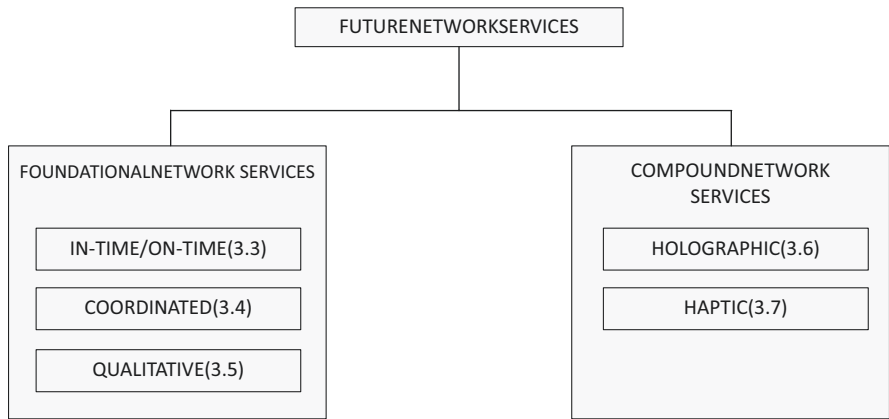 FUTURENETWORKSERVICES
FOUNDATIONALNETWORK SERVICES
IN-TIME/ON-TIME(3.3)
COORDINATED(3.4)
QUALITATIVE(3.5)
COMPOUNDNETWORK
SERVICES
HOLOGRAPHIC(3.6)
HAPTIC(3.7)